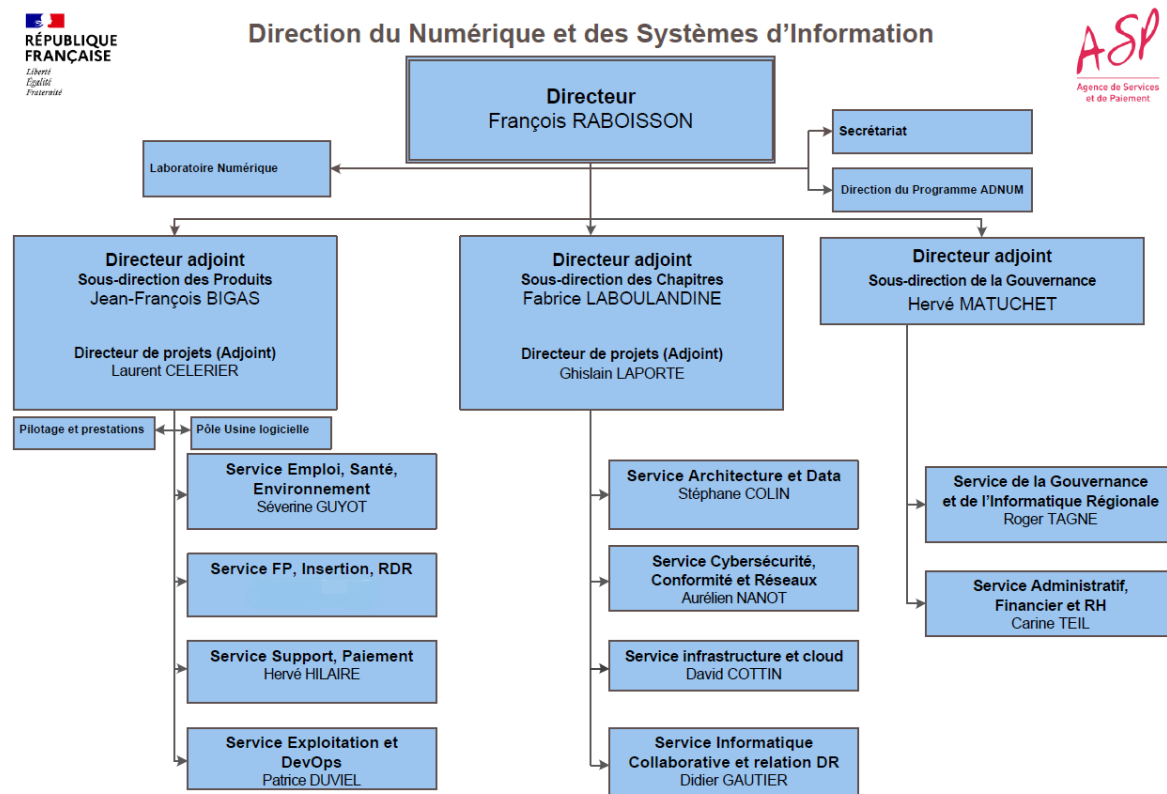 RÉPUBLIQUE
FRANÇAISE
Liberté
Égalité
Fraternité
Direction du Numérique et des Systèmes d'Information
ASP
Agence de Services
et de Paiement
Directeur
François RABOISSON
Secrétariat
Laboratoire Numérique
Direction du Programme ADNUM
Directeur adjoint
Sous-direction des Produits
Jean-François BIGAS
Directeur de projets (Adjoint)
Laurent CELERIER
Directeur adjoint
Sous-direction des Chapitres
Fabrice LABOULANDINE
Directeur de projets (Adjoint)
Ghislain LAPORTE
Directeur adjoint
Sous-direction de la Gouvernance
Hervé MATUCHET
Pilotage et prestations
Pôle Usine logicielle
Service Emploi, Santé,
Environnement
Séverine GUYOT
Service FP, Insertion, RDR
Service Support, Paiement
Hervé HILAIRE
Service Exploitation et
DevOps
Patrice DUVIEL
Service Architecture et Data
Stéphane COLIN
Service Cybersécurité,
Conformité et Réseaux
Aurélien NANOT
Service infrastructure et cloud
David COTTIN
Service Informatique
Collaborative et relation DR
Didier GAUTIER
Service de la Gouvernance
et de l'Informatique Régionale
Roger TAGNE
Service Administratif,
Financier et RH
Carine TEIL